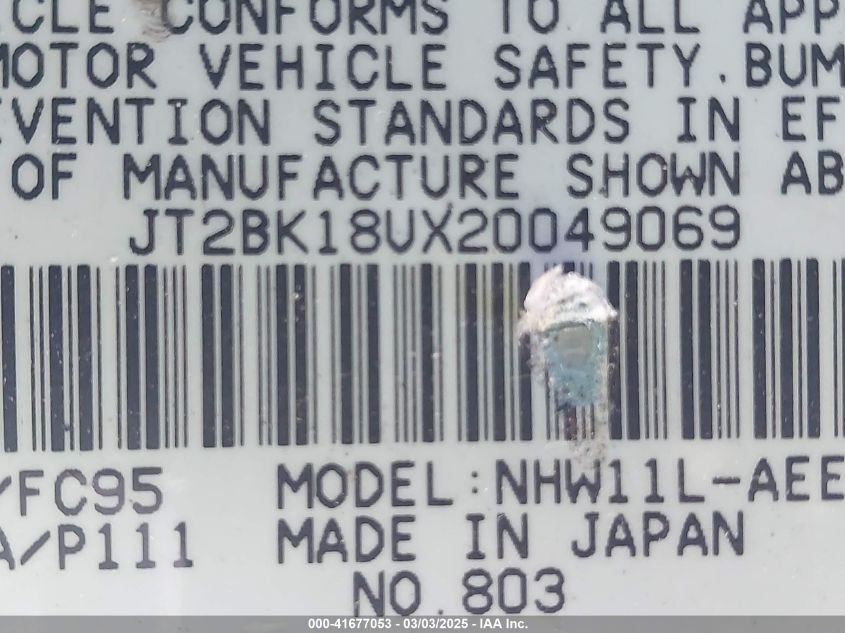 CLE CONFORMS TO ALL APP
MOTOR VEHICLE SAFETY.BUM
VENTION STANDARDS IN EF
OF MANUFACTURE SHOWN AB
JT2BK18UX20049069
/FC95 MODEL:NHW11L-AEE
A/P111 MADE IN JAPAN
NO.803
000-41677053 - 03/03/2025 - IAA Inc.